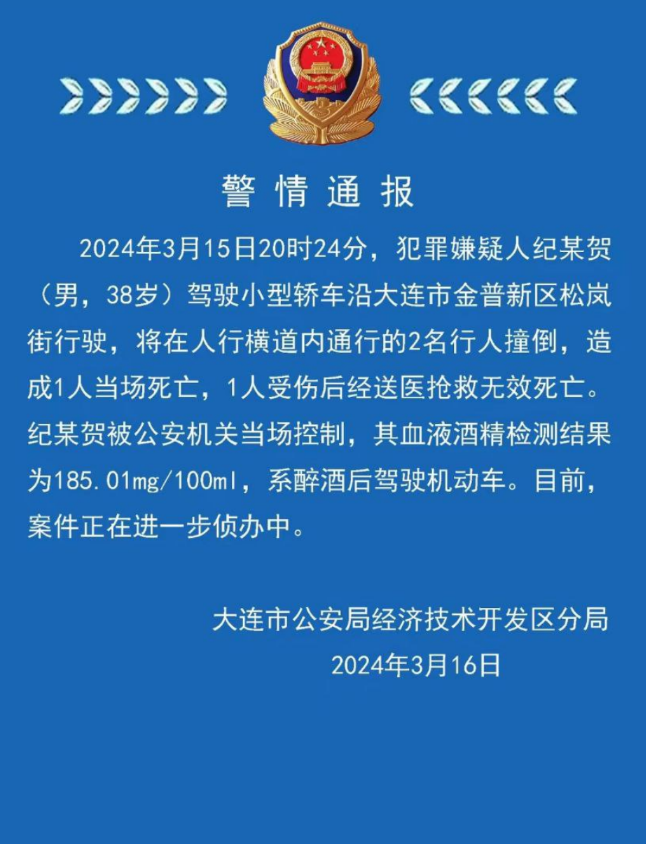 警情通报
2024年3月15日20时24分，犯罪嫌疑人纪某贺
（男，38岁）驾驶小型轿车沿大连市金普新区松岚
街行驶，将在人行横道内通行的2名行人撞倒，造
成1人当场死亡，1人受伤后经送医抢救无效死亡。
纪某贺被公安机关当场控制，其血液酒精检测结果
为185.01mg/100ml，系醉酒后驾驶机动车。目前，
案件正在进一步侦办中。
大连市公安局经济技术开发区分局
2024年3月16日